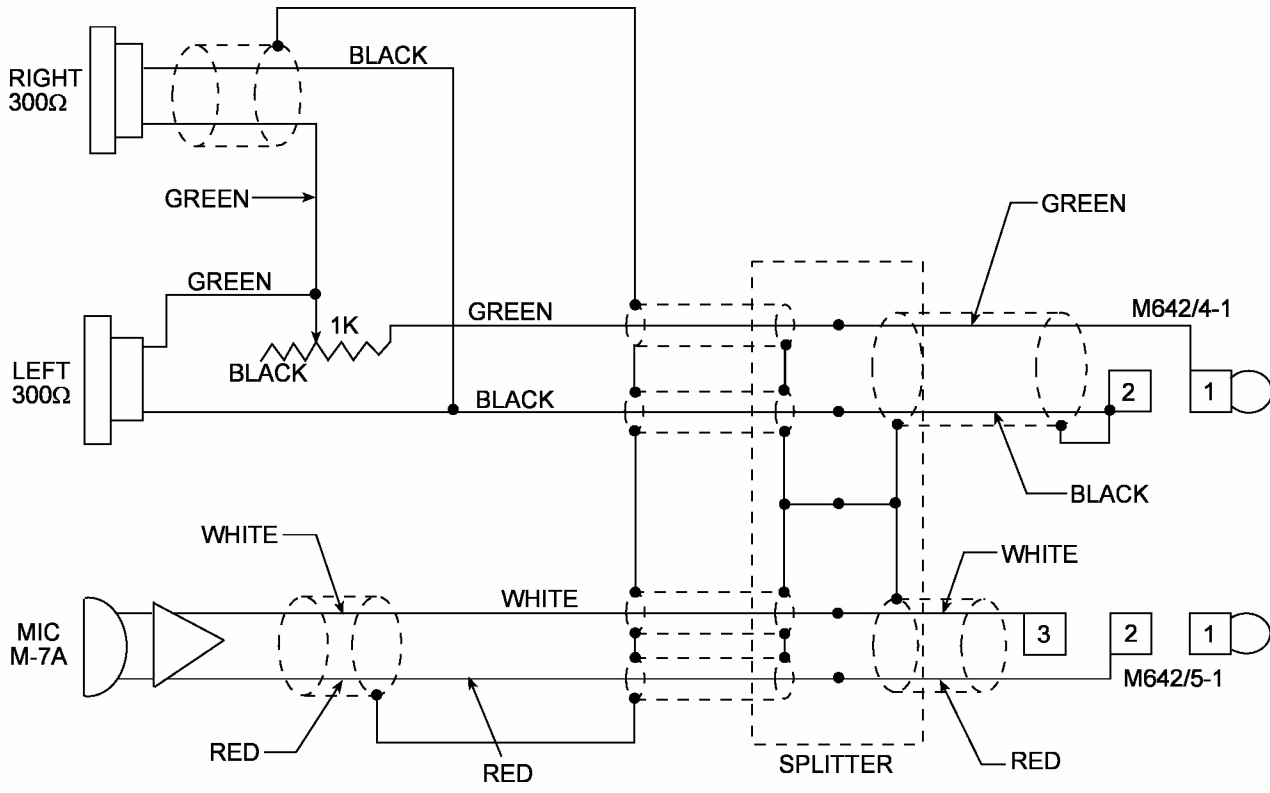 RIGHT
300Ω
BLACK
GREEN
GREEN
GREEN
M642/4-1
GREEN
1K
BLACK
LEFT
300Ω
BLACK
2
1
BLACK
WHITE
WHITE
WHITE
MIC
M-7A
3
2
1
M642/5-1
RED
RED
SPLITTER
RED